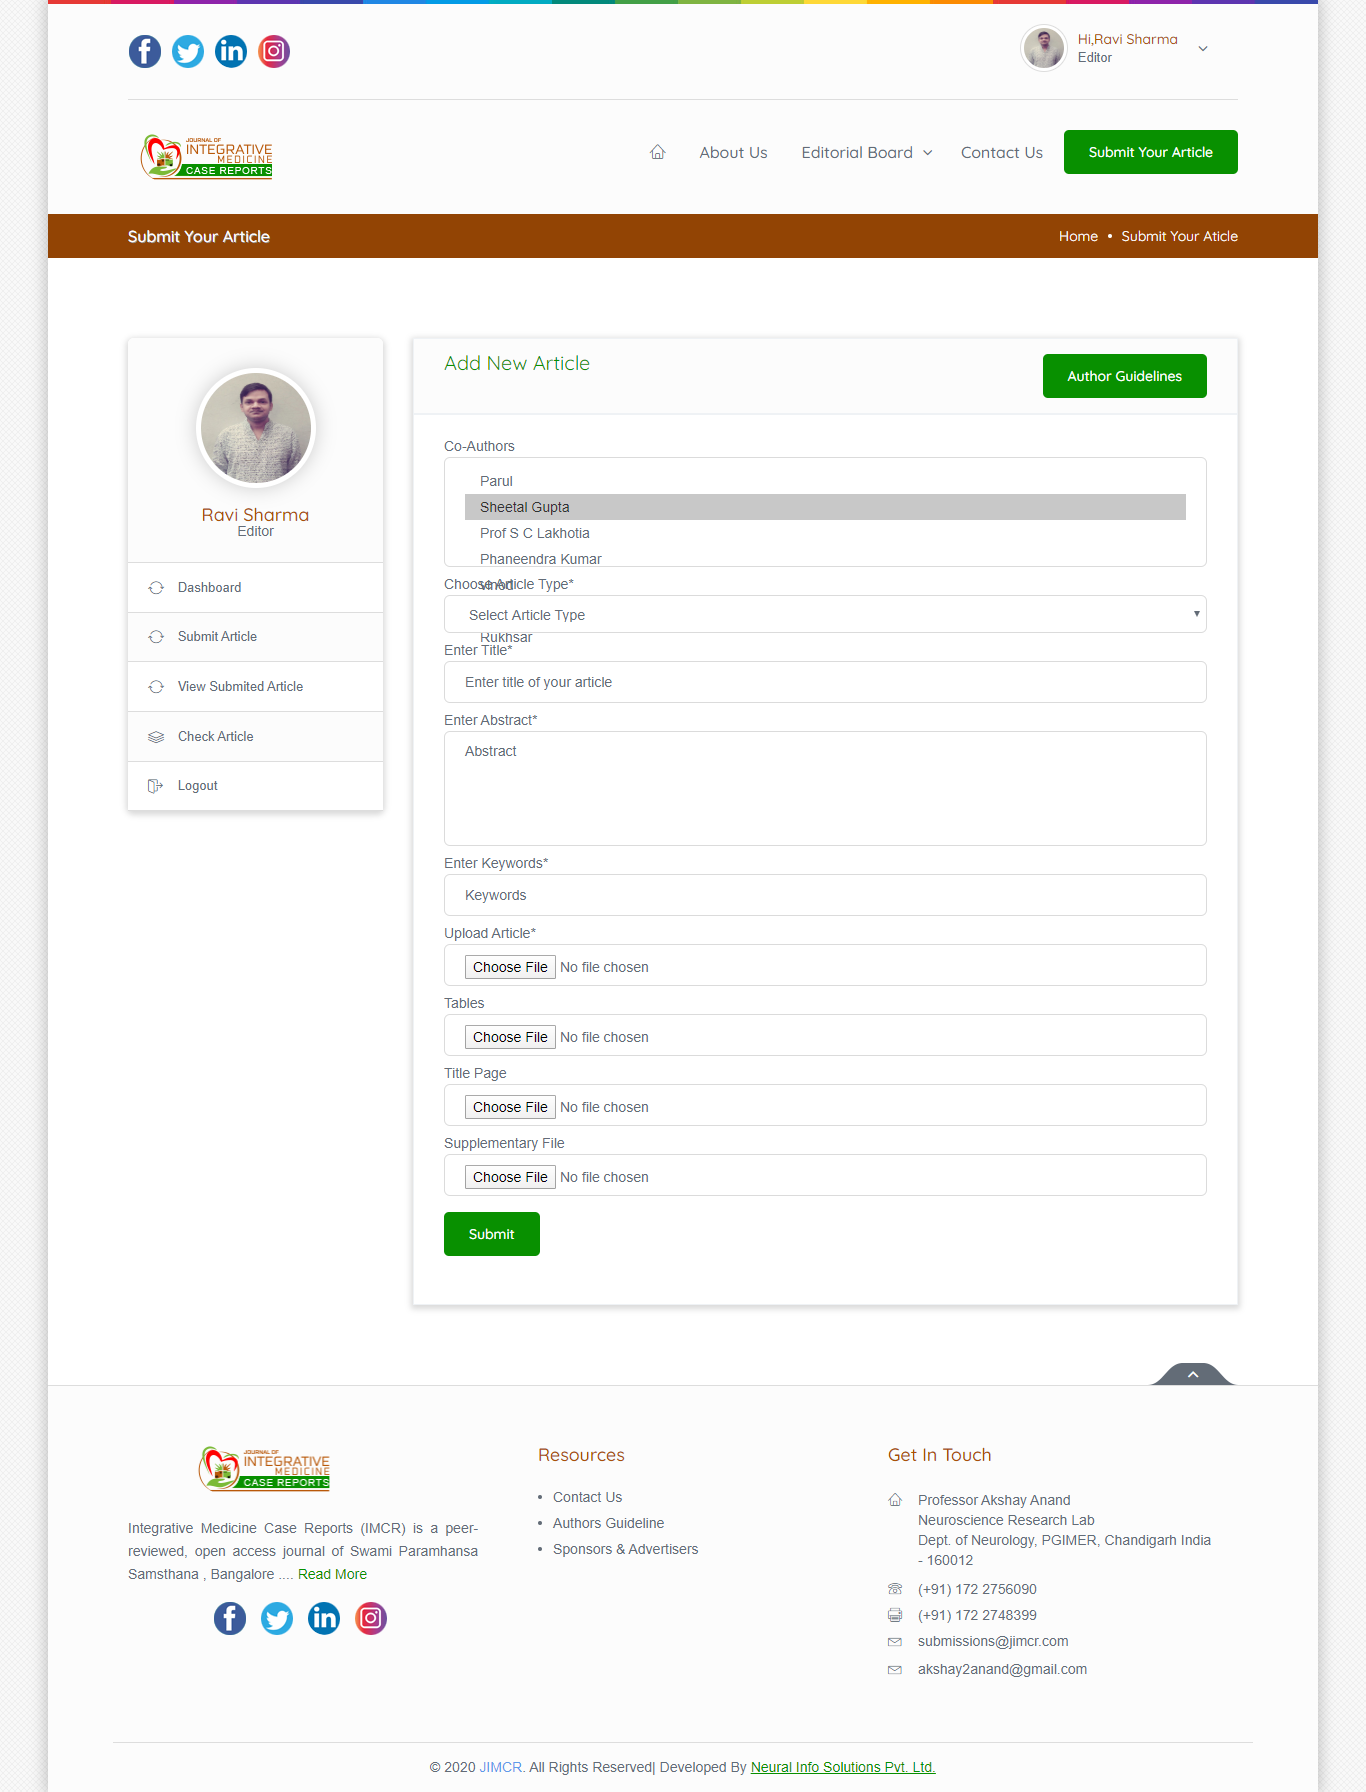 Hi,Ravi Sharma
Editor
JOURNAL OF
INTEGRATIVE
MEDICINE
CASE REPORTS
About Us
Editorial Board
Contact Us
Submit Your Article
Submit Your Article
Home • Submit Your Aticle
Ravi Sharma
Editor
Dashboard
Submit Article
View Submited Article
Check Article
Logout
Add New Article
Author Guidelines
Co-Authors
Parul
Sheetal Gupta
Prof S C Lakhotia
Phaneendra Kumar
vinod
Choose Article Type*
Select Article Type
Rukhsar
Enter Title*
Enter title of your article
Enter Abstract*
Abstract
Enter Keywords*
Keywords
Upload Article*
Choose File No file chosen
Tables
Choose File No file chosen
Title Page
Choose File No file chosen
Supplementary File
Choose File No file chosen
Submit
JOURNAL OF
INTEGRATIVE
MEDICINE
CASE REPORTS
Integrative Medicine Case Reports (IMCR) is a peer-
reviewed, open access journal of Swami Paramhansa
Samsthana , Bangalore .... Read More
Resources
• Contact Us
• Authors Guideline
• Sponsors & Advertisers
Get In Touch
Professor Akshay Anand
Neuroscience Research Lab
Dept. of Neurology, PGIMER, Chandigarh India
- 160012
(+91) 172 2756090
(+91) 172 2748399
submissions@jimcr.com
akshay2anand@gmail.com
© 2020 JIMCR. All Rights Reserved| Developed By Neural Info Solutions Pvt. Ltd.